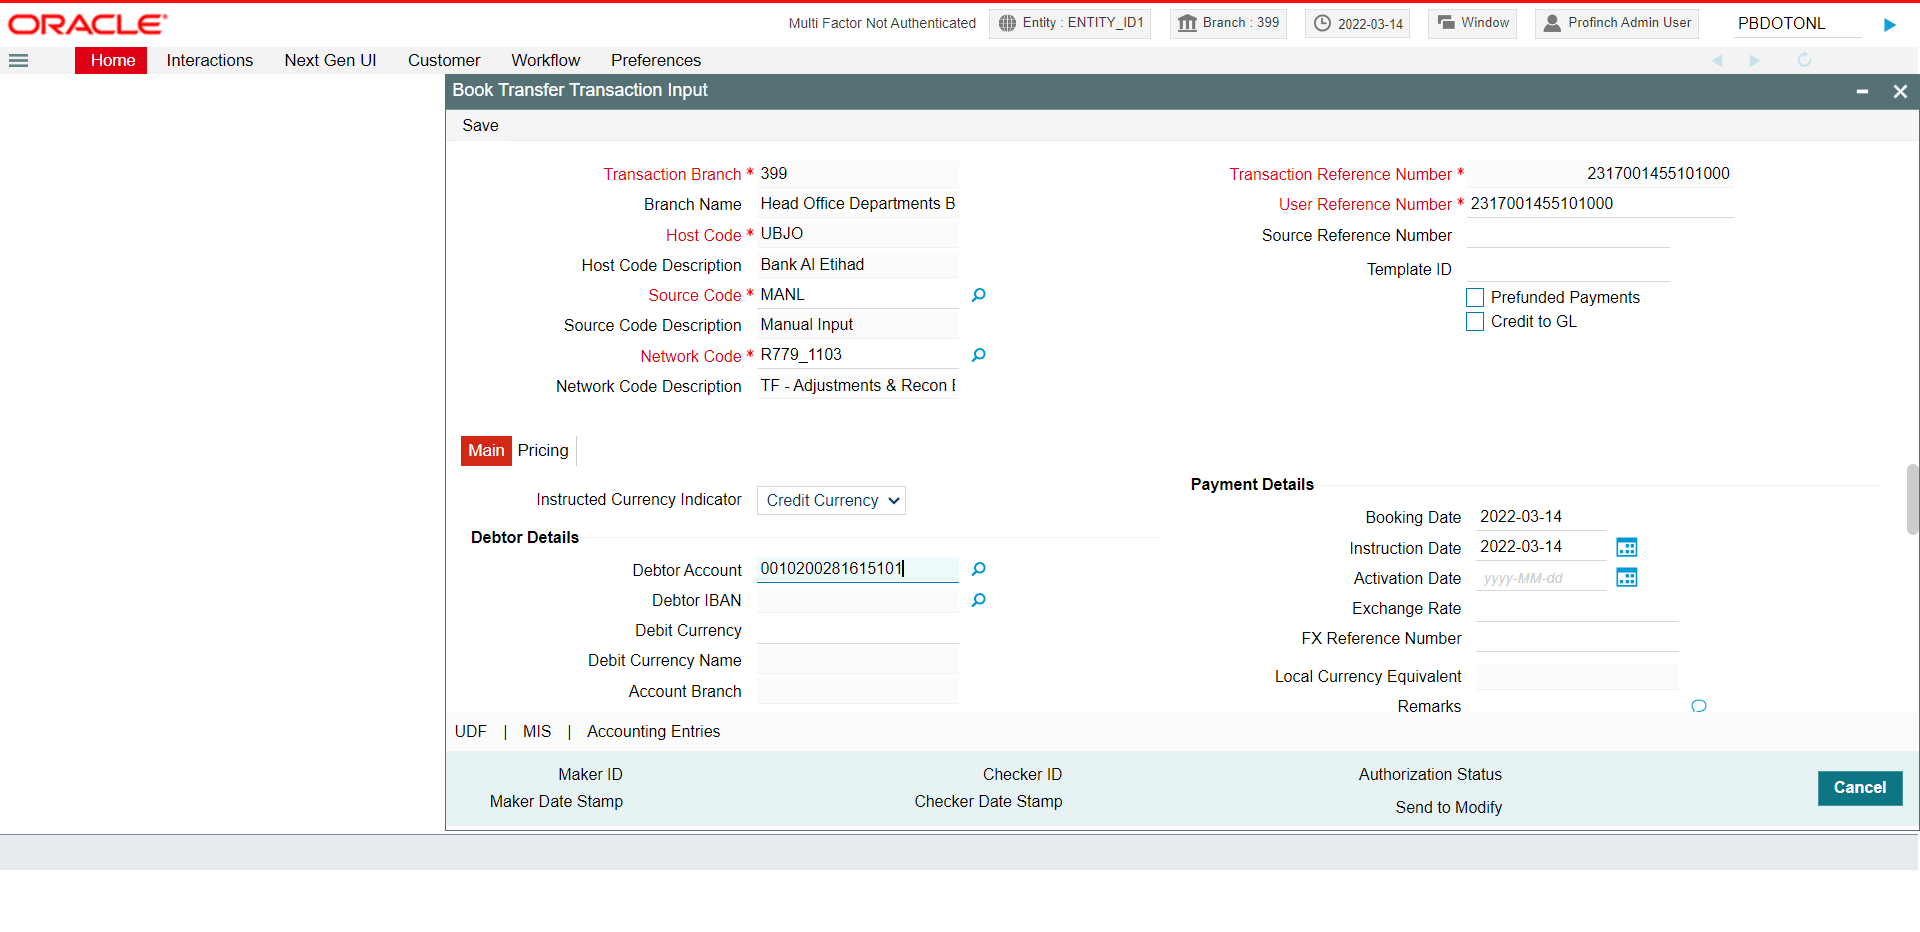 ORACLE
Multi Factor Not Authenticated
Entity : ENTITY_ID1
Branch : 399
2022-03-14
Window
Profinch Admin User
PBDOTONL
Home Interactions Next Gen UI Customer Workflow Preferences
Book Transfer Transaction Input
Save
Transaction Branch * 399
Branch Name Head Office Departments B
Host Code * UBJO
Host Code Description Bank Al Etihad
Source Code * MANL
Source Code Description Manual Input
Network Code * R779_1103
Network Code Description TF - Adjustments & Recon
Transaction Reference Number * 2317001455101000
User Reference Number * 2317001455101000
Source Reference Number
Template ID
Prefunded Payments
Credit to GL
Main Pricing
Instructed Currency Indicator Credit Currency
Debtor Details
Debtor Account 0010200281615101
Debtor IBAN
Debit Currency
Debit Currency Name
Account Branch
Payment Details
Booking Date 2022-03-14
Instruction Date 2022-03-14
Activation Date yyyy-MM-dd
Exchange Rate
FX Reference Number
Local Currency Equivalent
Remarks
UDF | MIS | Accounting Entries
Maker ID
Maker Date Stamp
Checker ID
Checker Date Stamp
Authorization Status
Send to Modify
Cancel